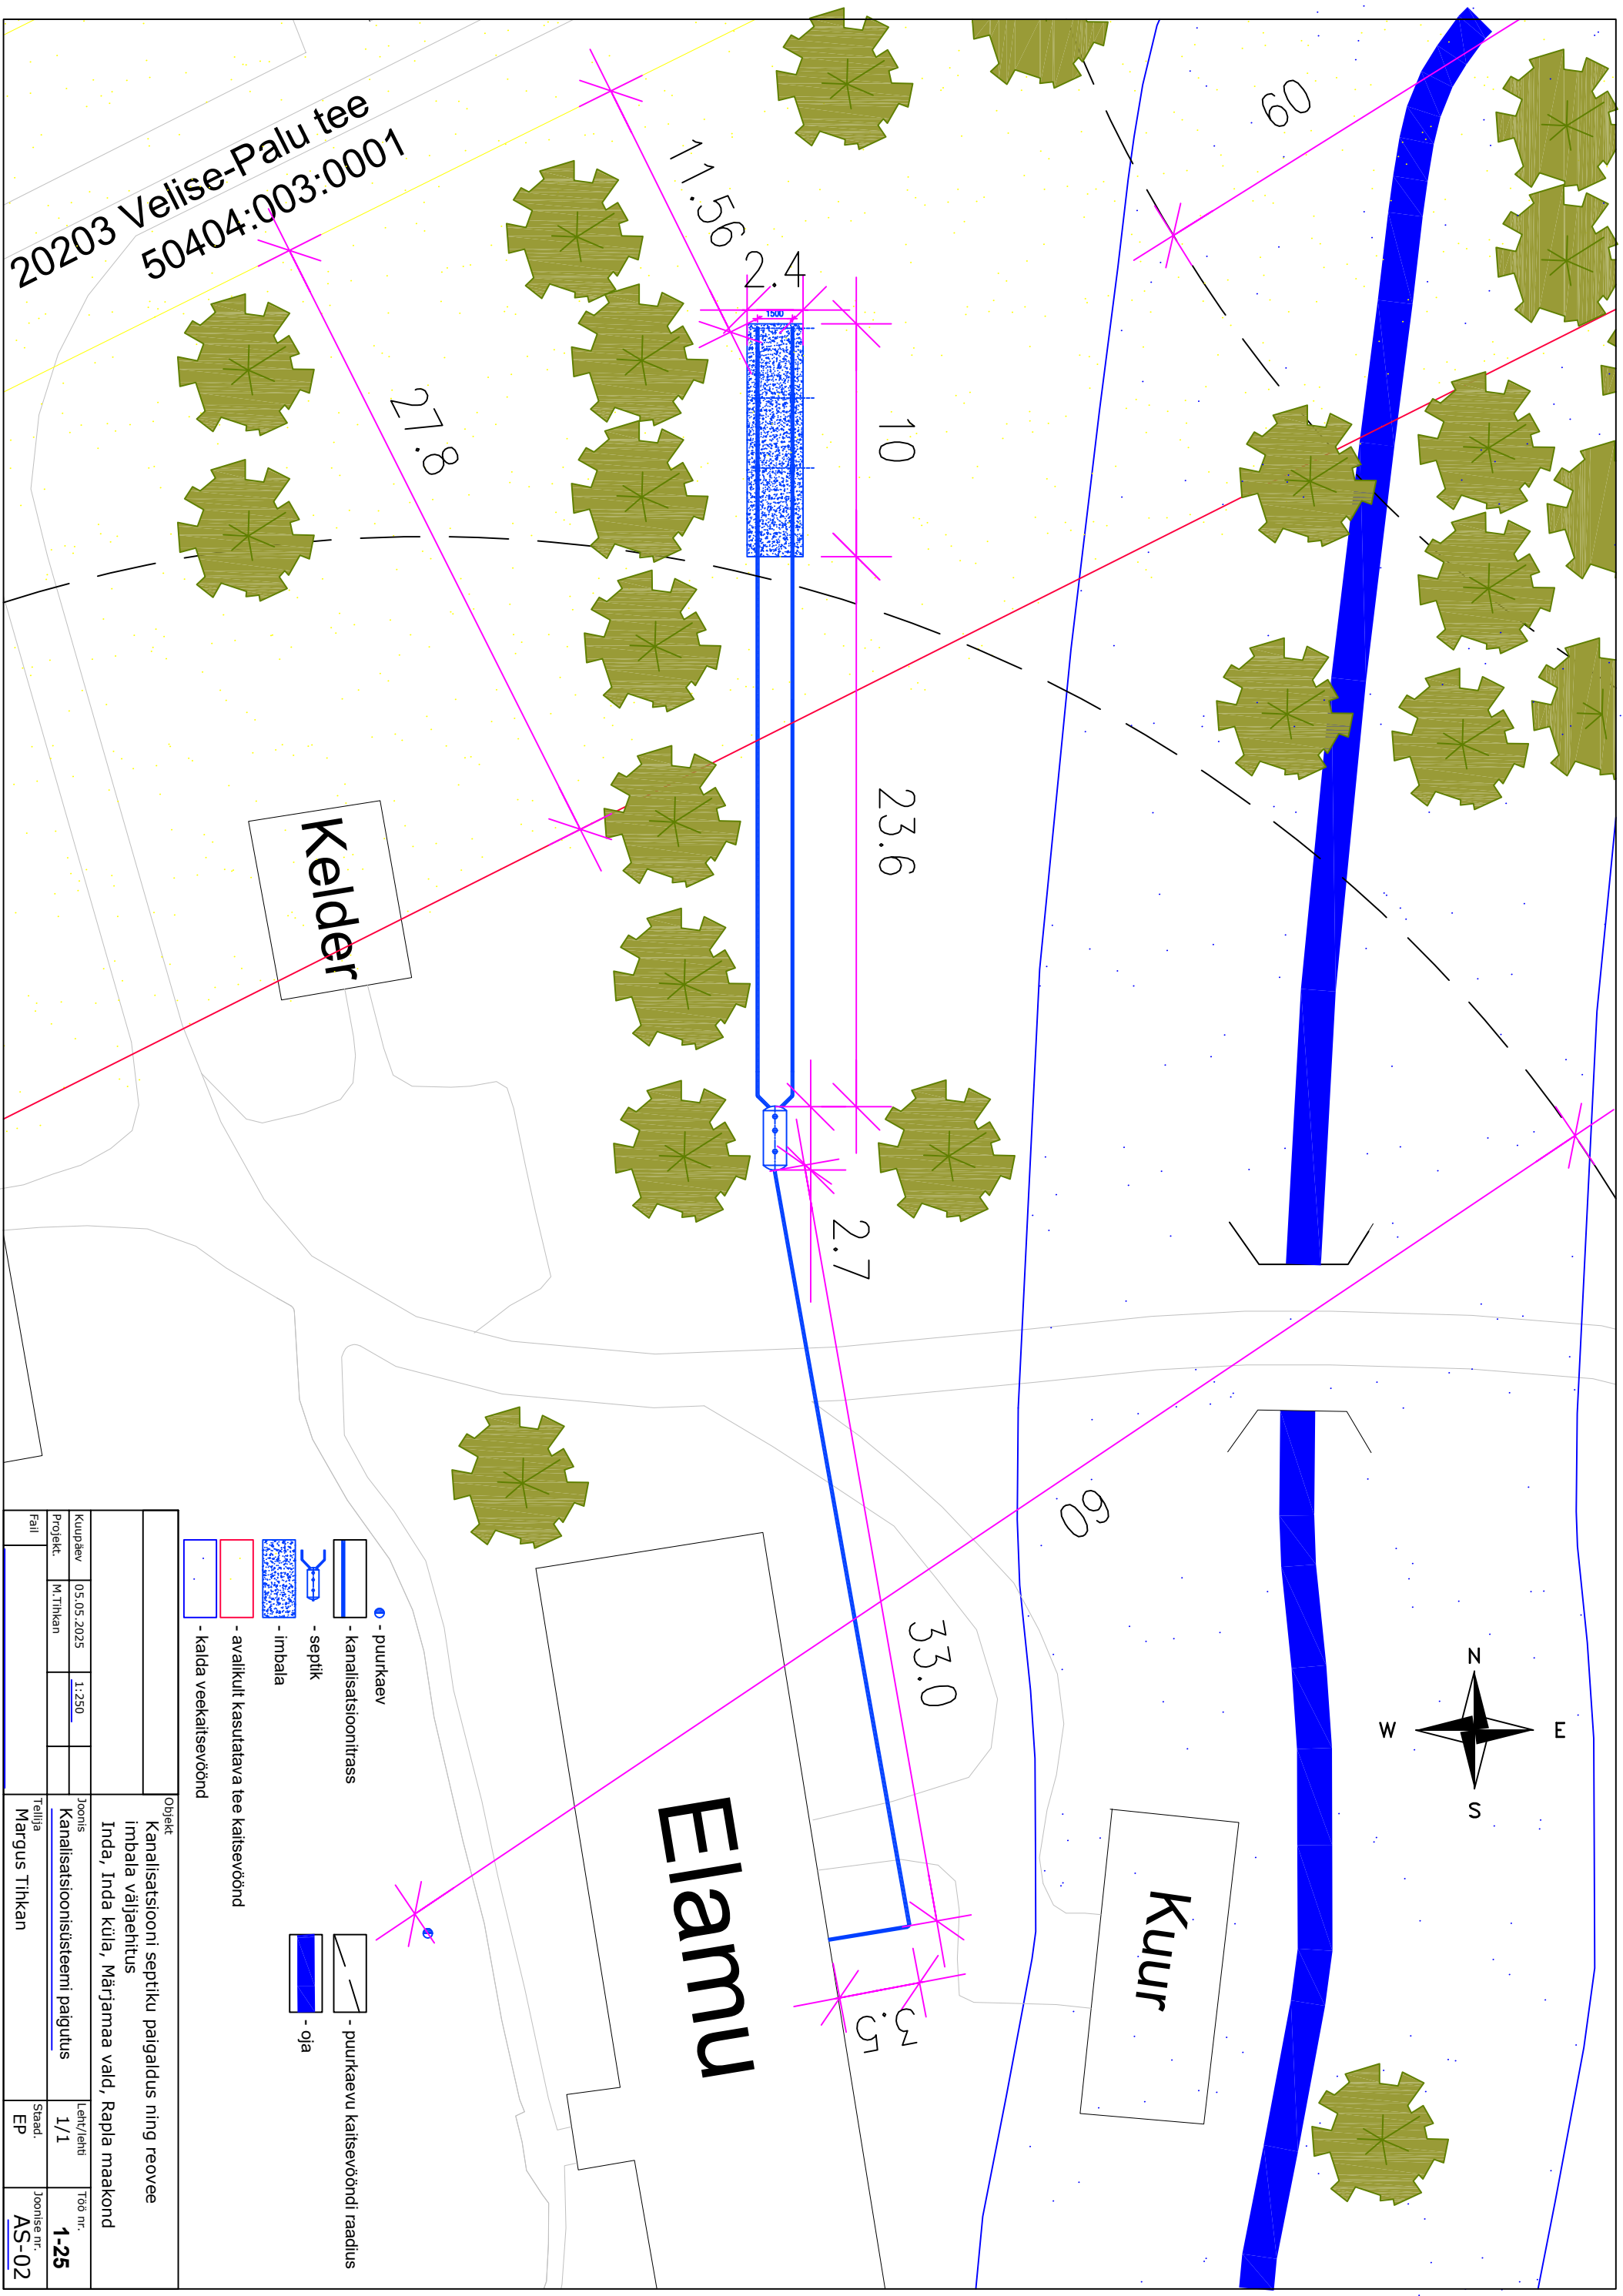 20203 Velise-Palu tee
50404:003:0001
11.56
2.4
1500
10
27.8
23.6
2.7
33.0
3.5
60
60
Kelder
Elamu
Kuur
N
E
S
W
- puurkaev
- kanalisatsioonitrass
- septik
- imbala
- avalikult kasutatava tee kaitsevöönd
- kalda veekaitsevöönd
- puurkaevu kaitsevööndi raadius
- oja
Objekt
Kanalisatsiooni septiku paigaldus ning reovee
imbala väljaehitus
Inda, Inda küla, Märjamaa vald, Rapla maakond
Kuupäev
05.05.2025
1:250
Projekt.
M.Tihkan
Fail
Joonis
Kanalisatsioonisüsteemi paigutus
Leht/lehti
1/1
Töö nr.
1-25
Tellija
Margus Tihkan
Staad.
EP
Joonise nr.
AS-02